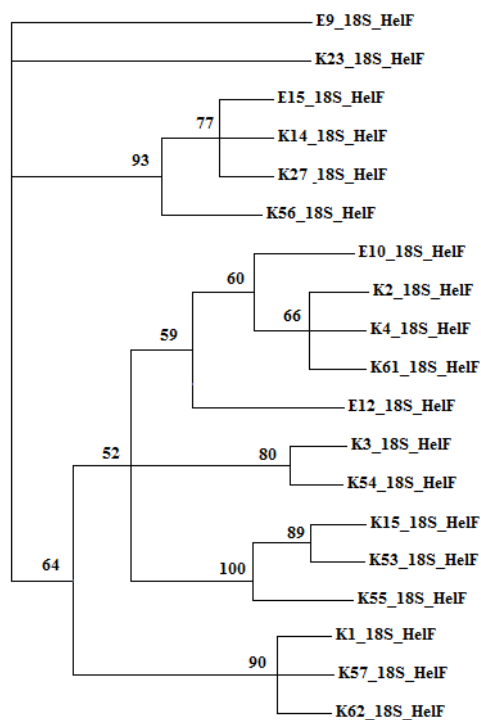 E9_18S_HelF
K23_18S_HelF
E15_18S_HelF
77
K14_18S_HelF
93
K27_18S_HelF
K56_18S_HelF
E10_18S_HelF
60
K2_18S_HelF
66
K4_18S_HelF
59
K61_18S_HelF
E12_18S_HelF
K3_18S_HelF
52
80
K54_18S_HelF
K15_18S_HelF
89
K53_18S_HelF
64
100
K55_18S_HelF
K1_18S_HelF
90
K57_18S_HelF
K62_18S_HelF